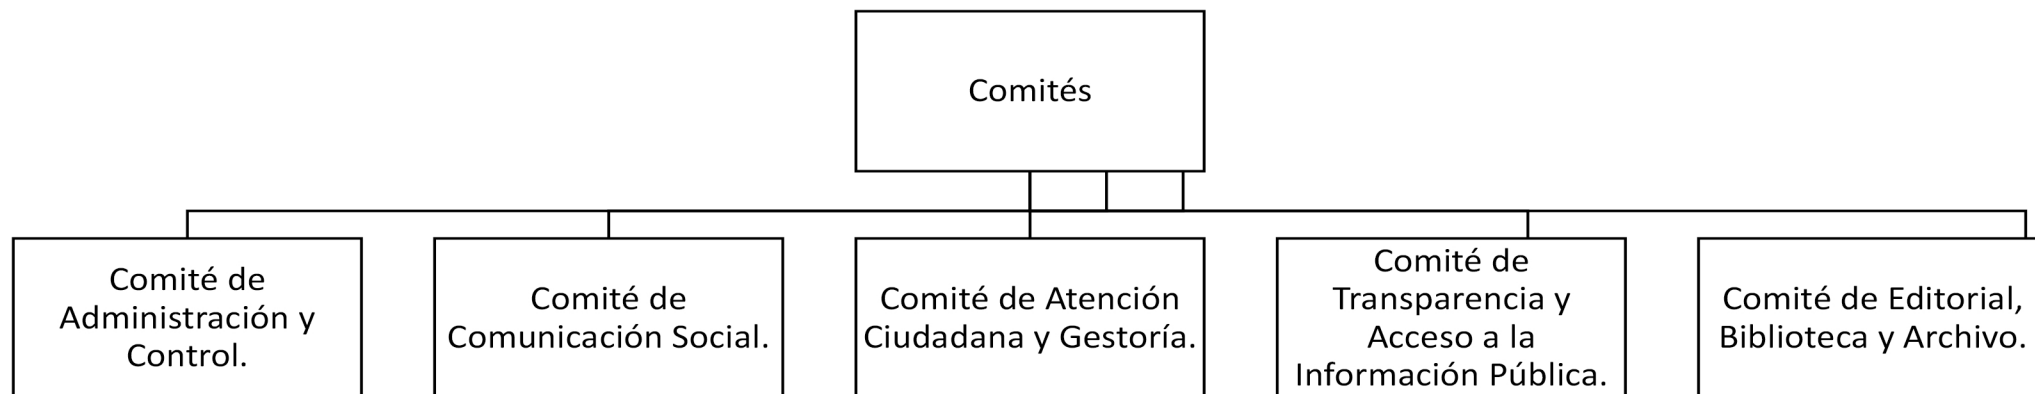 Comités
Comité de
Administración y
Control.
Comité de
Comunicación Social.
Comité de Atención
Ciudadana y Gestoría.
Comité de
Transparencia y
Acceso a la
Información Pública.
Comité de Editorial,
Biblioteca y Archivo.